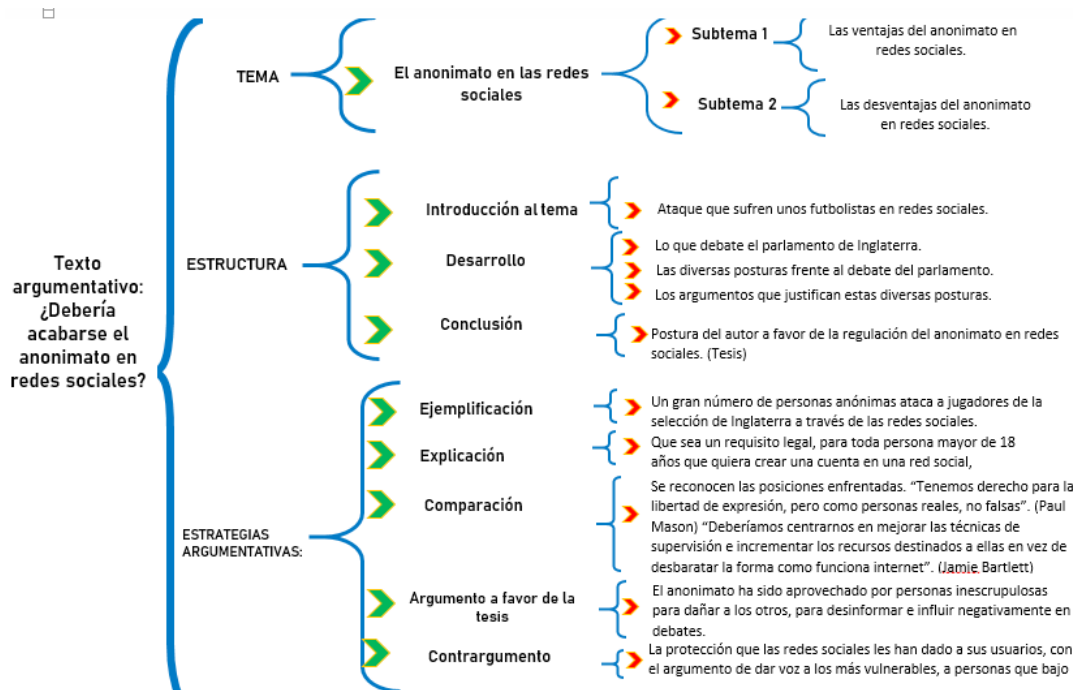 Texto
argumentativo:
¿Debería
acabarse el
anonimato en
redes sociales?
TEMA
El anonimato en las redes
sociales
Subtema 1
Las ventajas del anonimato en
redes sociales.
Subtema 2
Las desventajas del anonimato
en redes sociales.
ESTRUCTURA
Introducción al tema
Ataque que sufren unos futbolistas en redes sociales.
Desarrollo
Lo que debate el parlamento de Inglaterra.
Las diversas posturas frente al debate del parlamento.
Los argumentos que justifican estas diversas posturas.
Conclusión
Postura del autor a favor de la regulación del anonimato en redes
sociales. (Tesis)
ESTRATEGIAS
ARGUMENTATIVAS:
Ejemplificación
Un gran número de personas anónimas ataca a jugadores de la
selección de Inglaterra a través de las redes sociales.
Explicación
Que sea un requisito legal, para toda persona mayor de 18
años que quiera crear una cuenta en una red social,
Comparación
Se reconocen las posiciones enfrentadas. “Tenemos derecho para la
libertad de expresión, pero como personas reales, no falsas”. (Paul
Mason) “Deberíamos centrarnos en mejorar las técnicas de
supervisión e incrementar los recursos destinados a ellas en vez de
desbaratar la forma como funciona internet”. (Jamie Bartlett)
Argumento a favor de la
tesis
El anonimato ha sido aprovechado por personas inescrupulosas
para dañar a los otros, para desinformar e influir negativamente en
debates.
Contrargumento
La protección que las redes sociales les han dado a sus usuarios, con
el argumento de dar voz a los más vulnerables, a personas que bajo